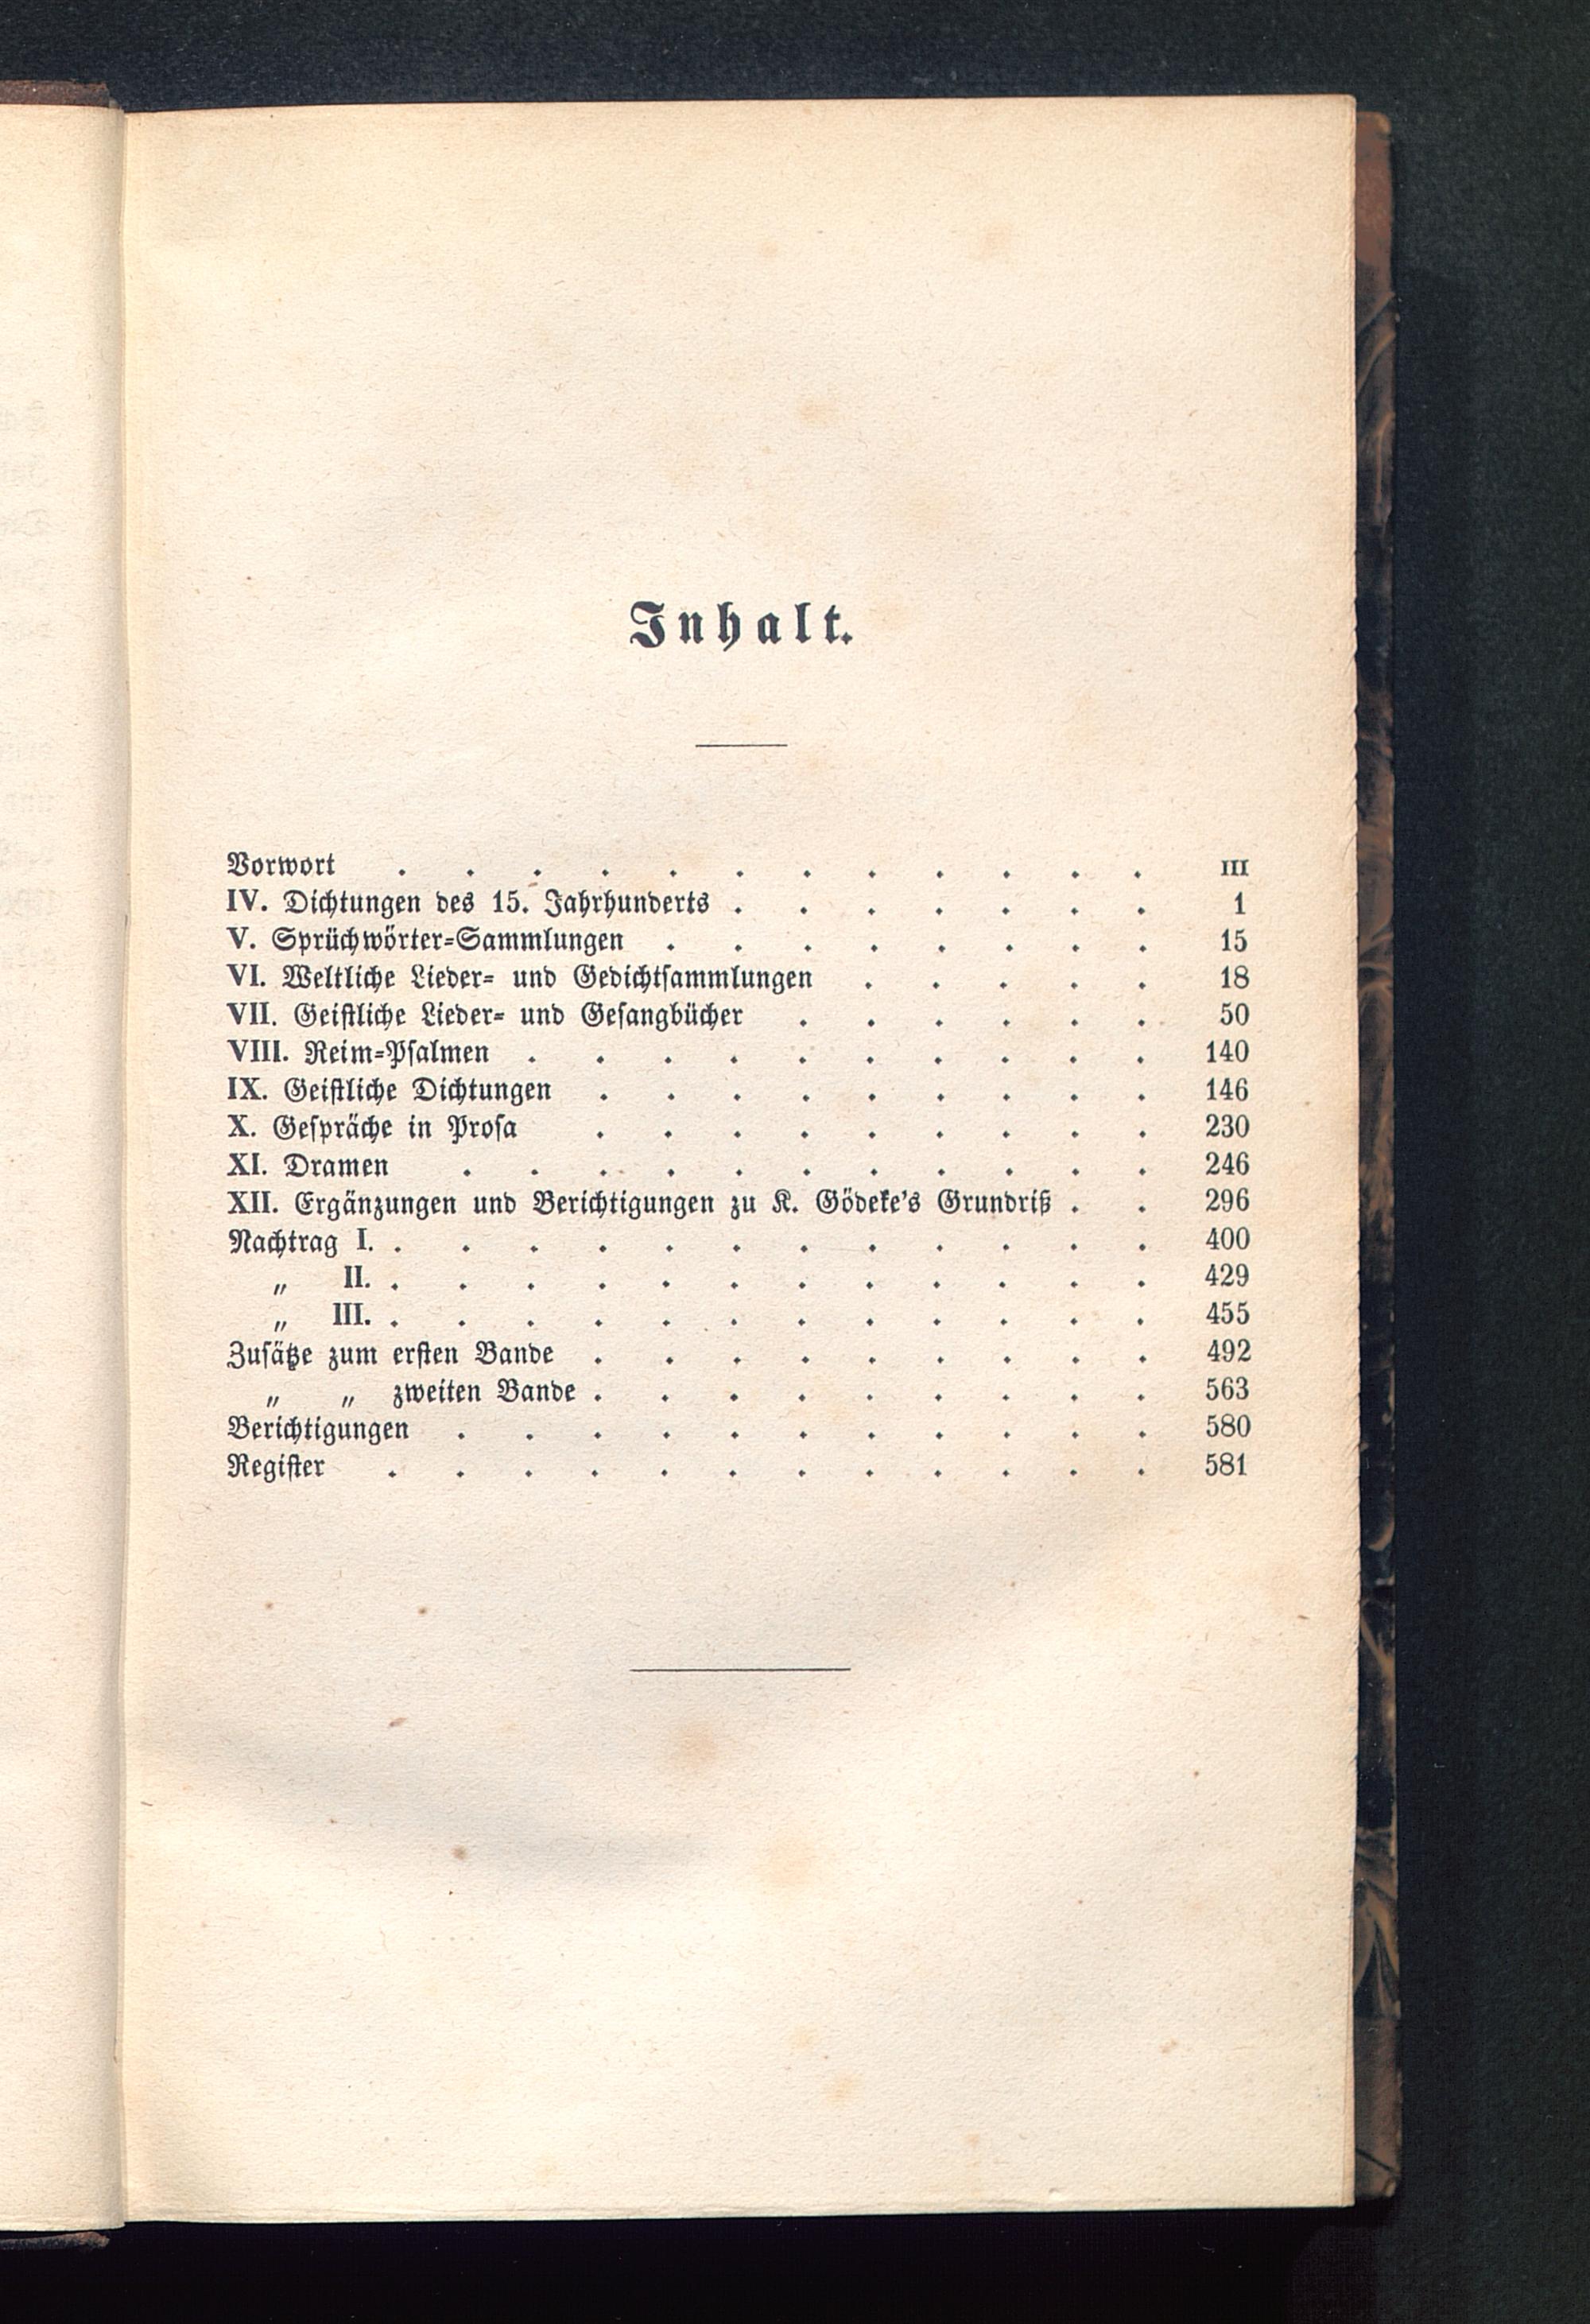 Inhalt.
Vorwort . . . . . . . . . . . . III
IV. Dichtungen des 15. Jahrhunderts . . . . . . . 1
V. Sprüchwörter-Sammlungen . . . . . . . . 15
VI. Weltliche Lieder- und Gedichtsammlungen . . . . . 18
VII. Geistliche Lieder- und Gesangbücher . . . . . . 50
VIII. Reim-Psalmen . . . . . . . . . . 140
IX. Geistliche Dichtungen . . . . . . . . . 146
X. Gespräche in Prosa . . . . . . . . . 230
XI. Dramen . . . . . . . . . . . 246
XII. Ergänzungen und Berichtigungen zu K. Gödeke's Grundriß . . 296
Nachtrag I. . . . . . . . . . . . . 400
„ II. . . . . . . . . . . . . 429
„ III. . . . . . . . . . . . . 455
Zusätze zum ersten Bande . . . . . . . . . 492
„ „ zweiten Bande . . . . . . . . . 563
Berichtigungen . . . . . . . . . . . 580
Register . . . . . . . . . . . . 581